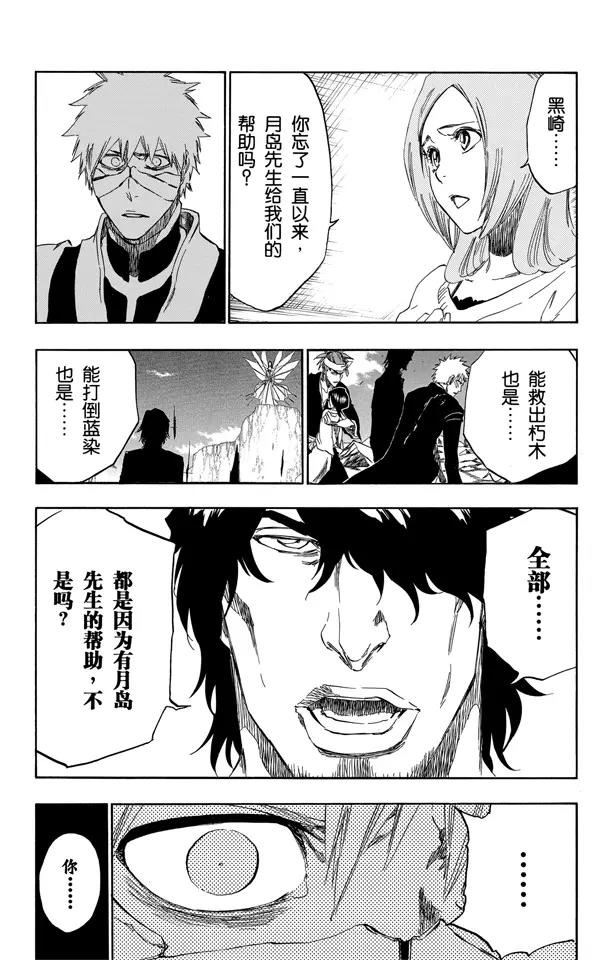 黑崎……
你忘了一直以来，
月岛先生给我们的
帮助吗？
能救出朽木
也是……
能打倒蓝染
也是……
全部……
都是因为有月岛
先生的帮助，不
是吗？
……
你……